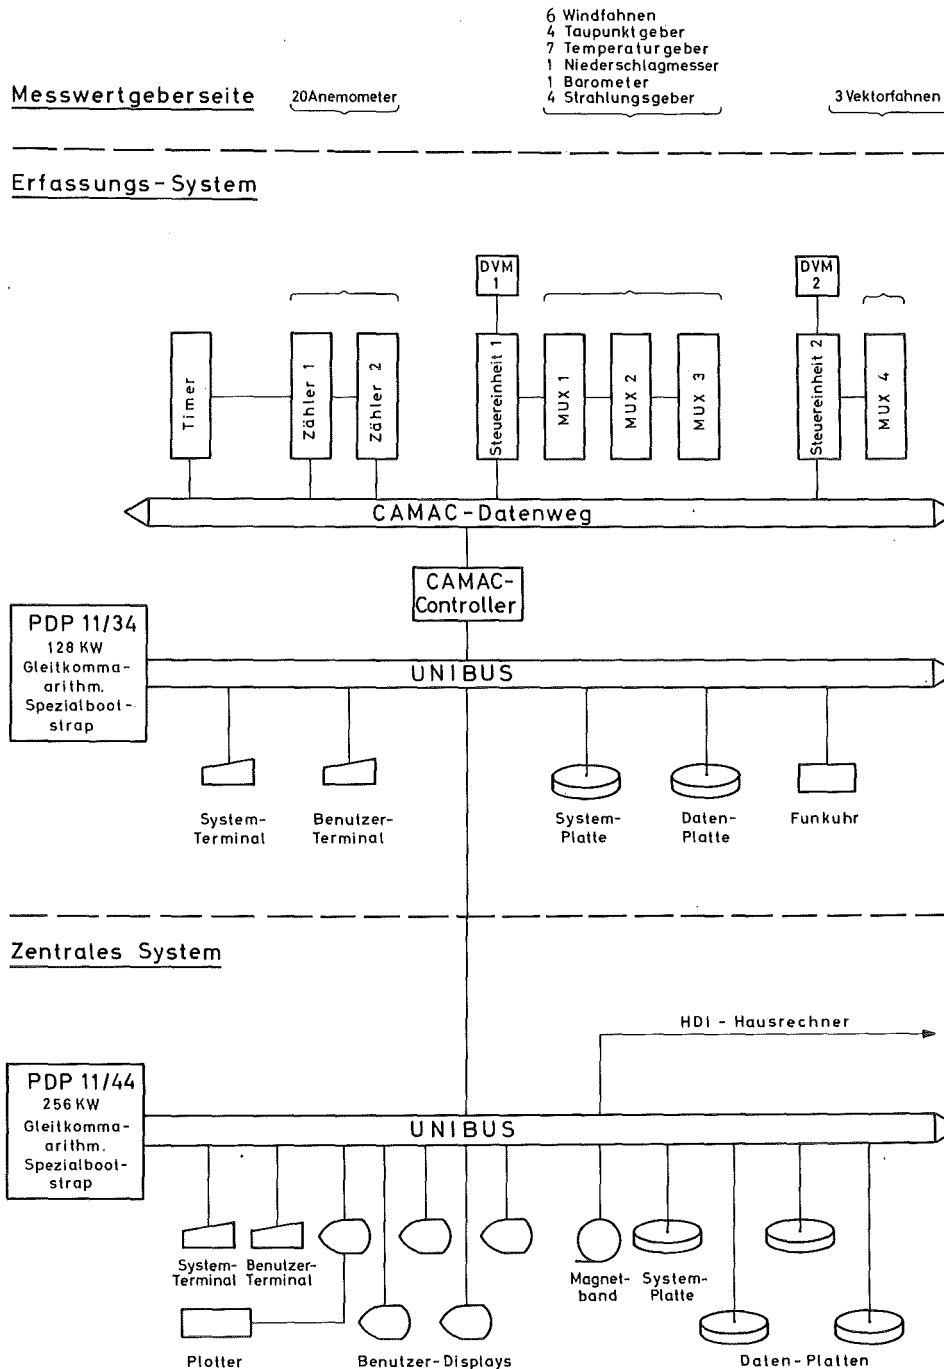 6 Windfahnen
4 Taupunktgeber
7 Temperaturgeber
1 Niederschlagmesser
1 Barometer
4 Strahlungsgeber
Messwertgeberseite
20 Anemometer
3 Vektorfahnen
Erfassungs-System
DVM
1
DVM
2
Timer
Zähler 1
Zähler 2
Steuereinheit 1
MUX 1
MUX 2
MUX 3
Steuereinheit 2
MUX 4
CAMAC-Datenweg
CAMAC-
Controller
PDP 11/34
128 KW
Gleitkomma-
arithm.
Spezialboot-
strap
UNIBUS
System-
Terminal
Benutzer-
Terminal
System-
Platte
Daten-
Platte
Funkuhr
Zentrales System
HDI - Hausrechner
PDP 11/44
256 KW
Gleitkomma-
arithm.
Spezialboot-
strap
UNIBUS
System-
Terminal
Benutzer-
Terminal
Magnet-
band
System-
Platte
Plotter
Benutzer-Displays
Daten-Platten